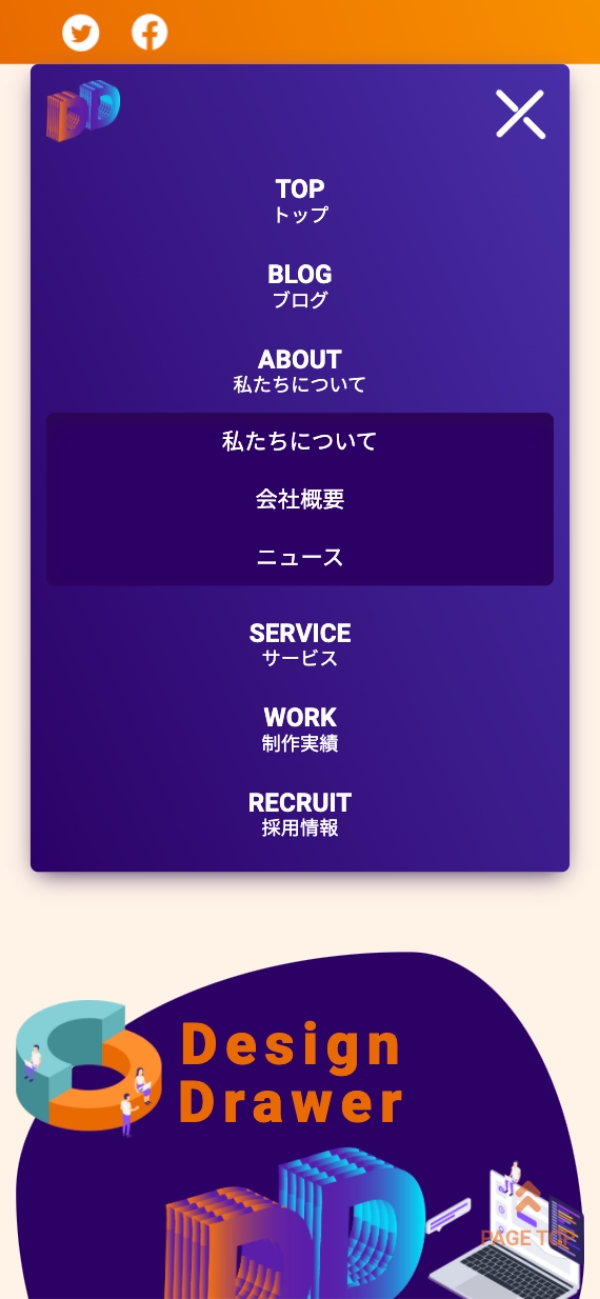 TOP
トップ
BLOG
ブログ
ABOUT
私たちについて
私たちについて
会社概要
ニュース
SERVICE
サービス
WORK
制作実績
RECRUIT
採用情報
Design
Drawer
DD
PAGE TOP